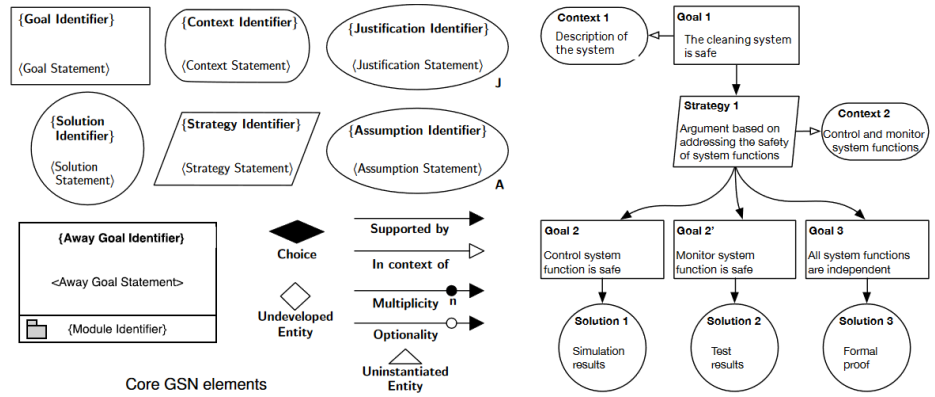 {Goal Identifier}
⟨Goal Statement⟩
{Context Identifier}
⟨Context Statement⟩
{Justification Identifier}
⟨Justification Statement⟩
J
{Solution
Identifier}
⟨Solution
Statement⟩
{Strategy Identifier}
⟨Strategy Statement⟩
{Assumption Identifier}
⟨Assumption Statement⟩
A
{Away Goal Identifier}
<Away Goal Statement>
{Module Identifier}
Choice
Undeveloped
Entity
Supported by
In context of
Multiplicity n
Optionality
Uninstantiated
Entity
Core GSN elements
Context 1
Description of
the system
Goal 1
The cleaning system
is safe
Strategy 1
Argument based on
addressing the safety
of system functions
Context 2
Control and monitor
system functions
Goal 2
Control system
function is safe
Goal 2'
Monitor system
function is safe
Goal 3
All system functions
are independent
Solution 1
Simulation
results
Solution 2
Test
results
Solution 3
Formal
proof